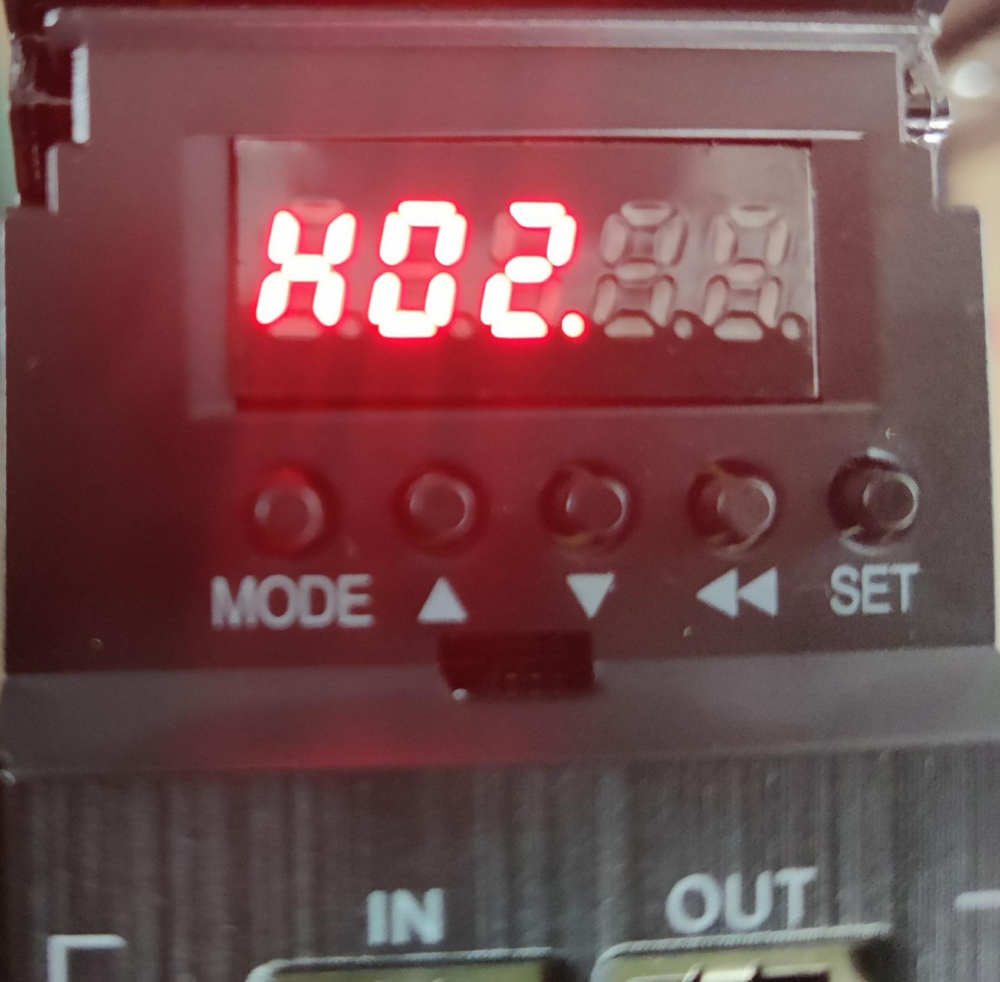 H02.
MODE ▲ ▼ ◀◀ SET
IN OUT